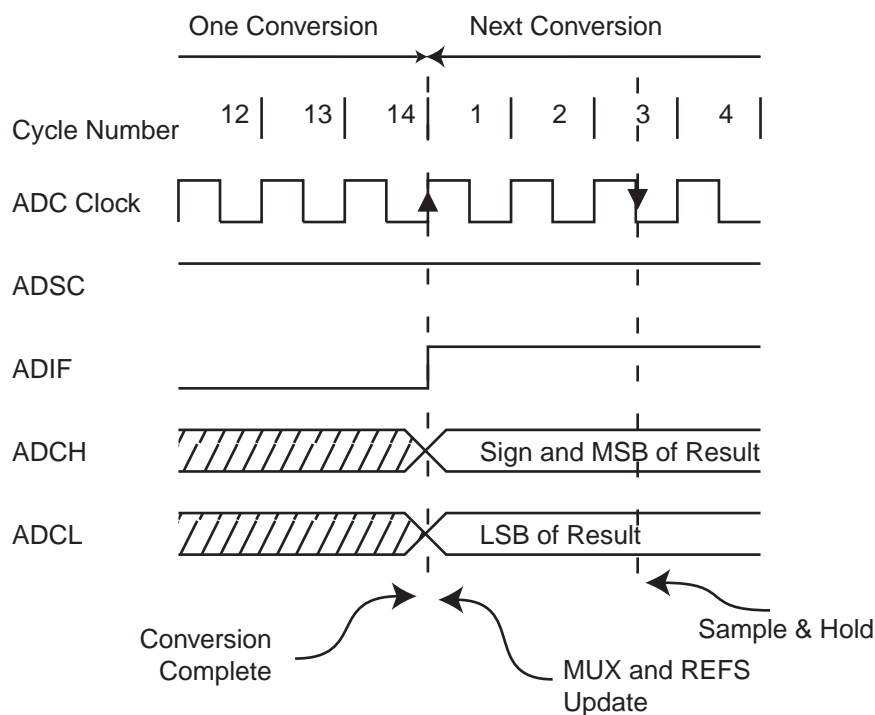 One Conversion Next Conversion
Cycle Number 12 13 14 1 2 3 4
ADC Clock
ADSC
ADIF
ADCH Sign and MSB of Result
ADCL LSB of Result
Conversion
Complete
MUX and REFS
Update
Sample & Hold